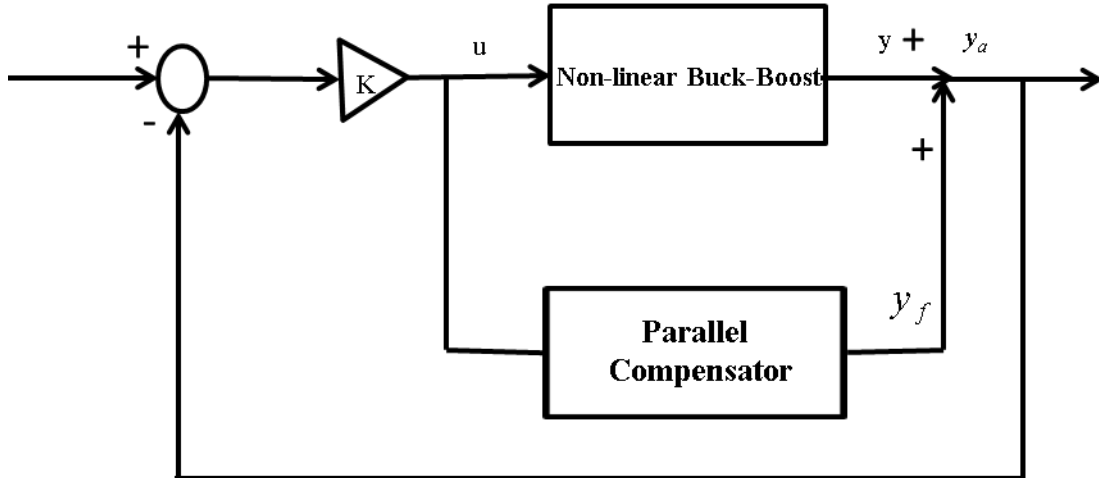 +
-
K
u
Non-linear Buck-Boost
y + y_a
+
y_f
Parallel
Compensator